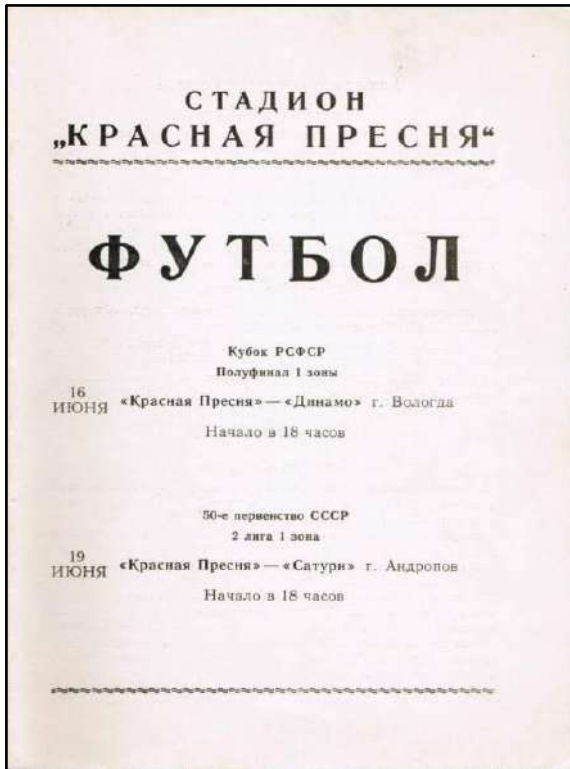 СТАДИОН
„КРАСНАЯ ПРЕСНЯ“
ФУТБОЛ
Кубок РСФСР
Полуфинал 1 зоны
16 ИЮНЯ «Красная Пресня» — «Динамо» г. Вологда
Начало в 18 часов
50-е первенство СССР
2 лига 1 зона
19 ИЮНЯ «Красная Пресня» — «Сатурн» г. Андропов
Начало в 18 часов